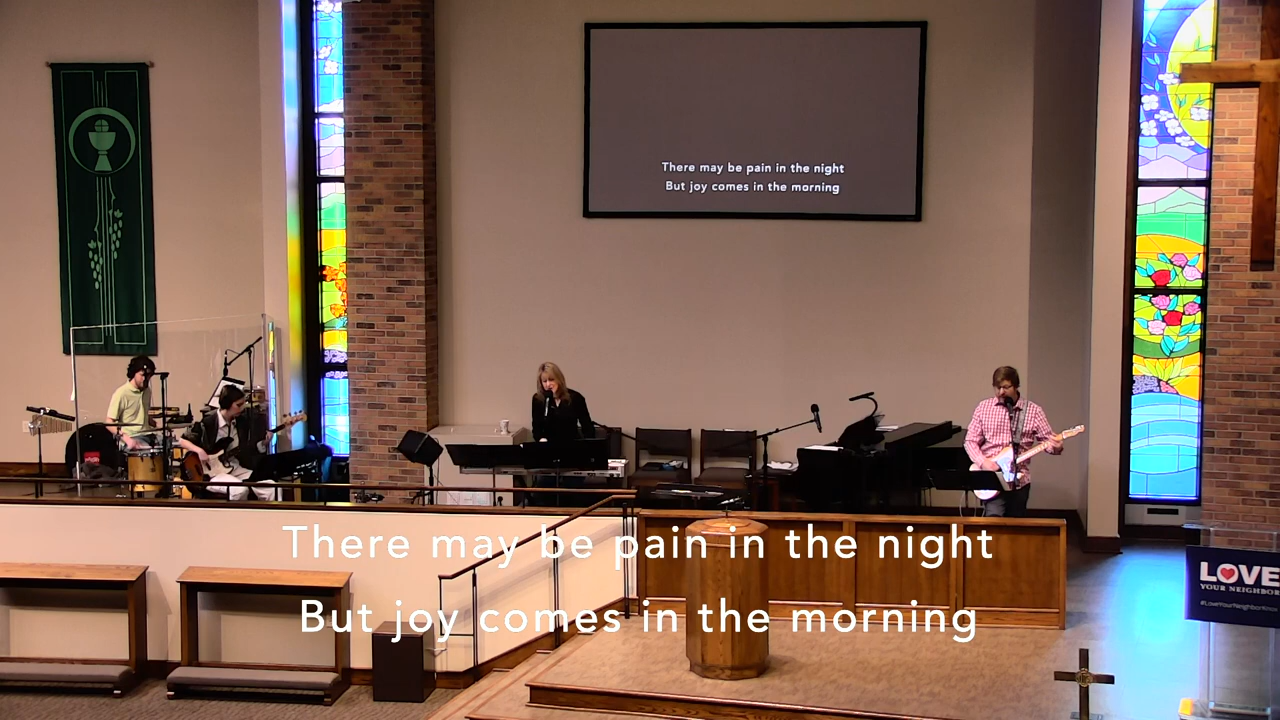 There may be pain in the night
But joy comes in the morning
There may be pain in the night
But joy comes in the morning
LOVE
YOUR NEIGHBOR